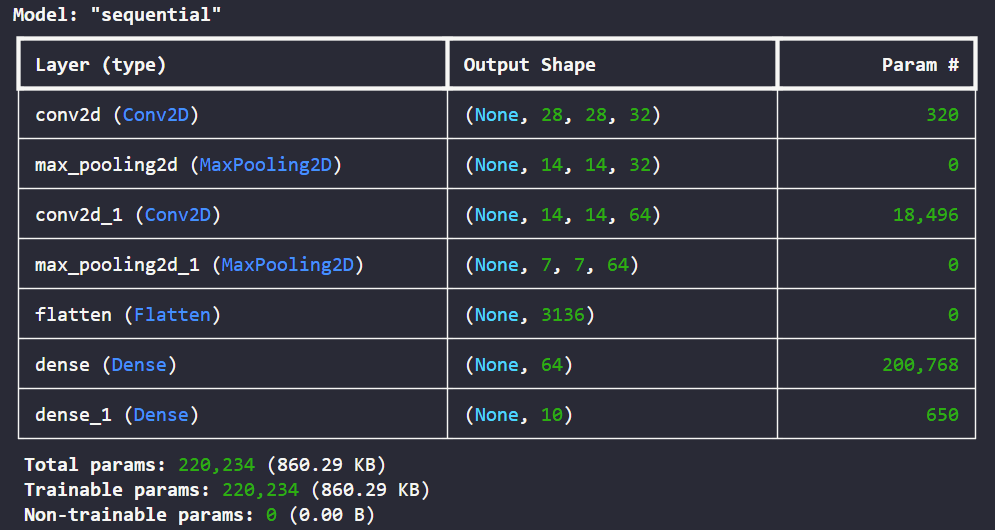 Model: "sequential"
Layer (type) Output Shape Param #
conv2d (Conv2D) (None, 28, 28, 32) 320
max_pooling2d (MaxPooling2D) (None, 14, 14, 32) 0
conv2d_1 (Conv2D) (None, 14, 14, 64) 18,496
max_pooling2d_1 (MaxPooling2D) (None, 7, 7, 64) 0
flatten (Flatten) (None, 3136) 0
dense (Dense) (None, 64) 200,768
dense_1 (Dense) (None, 10) 650
Total params: 220,234 (860.29 KB)
Trainable params: 220,234 (860.29 KB)
Non-trainable params: 0 (0.00 B)